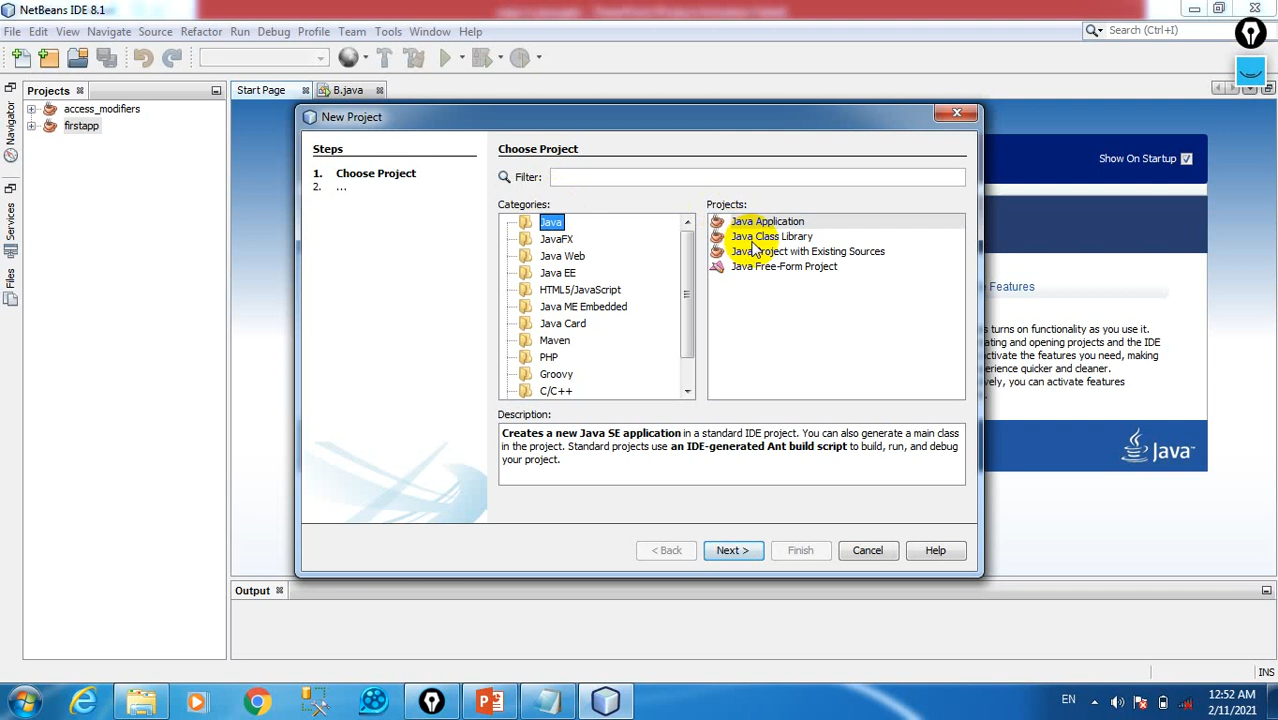 NetBeans IDE 8.1
File Edit View Navigate Source Refactor Run Debug Profile Team Tools Window Help
Search (Ctrl+I)
Projects
Start Page
B.java
access_modifiers
firstapp
Navigator
Services
Files
New Project
Steps
1. Choose Project
2. ...
Choose Project
Filter:
Categories:
Java
JavaFX
Java Web
Java EE
HTML5/JavaScript
Java ME Embedded
Java Card
Maven
PHP
Groovy
C/C++
Projects:
Java Application
Java Class Library
Java Project with Existing Sources
Java Free-Form Project
Description:
Creates a new Java SE application in a standard IDE project. You can also generate a main class
in the project. Standard projects use an IDE-generated Ant build script to build, run, and debug
your project.
< Back
Next >
Finish
Cancel
Help
Show On Startup
Features
s turns on functionality as you use it.
ating and opening projects and the IDE
activate the features you need, making
erience quicker and cleaner.
vely, you can activate features
Java
Output
INS
EN
12:52 AM
2/11/2021